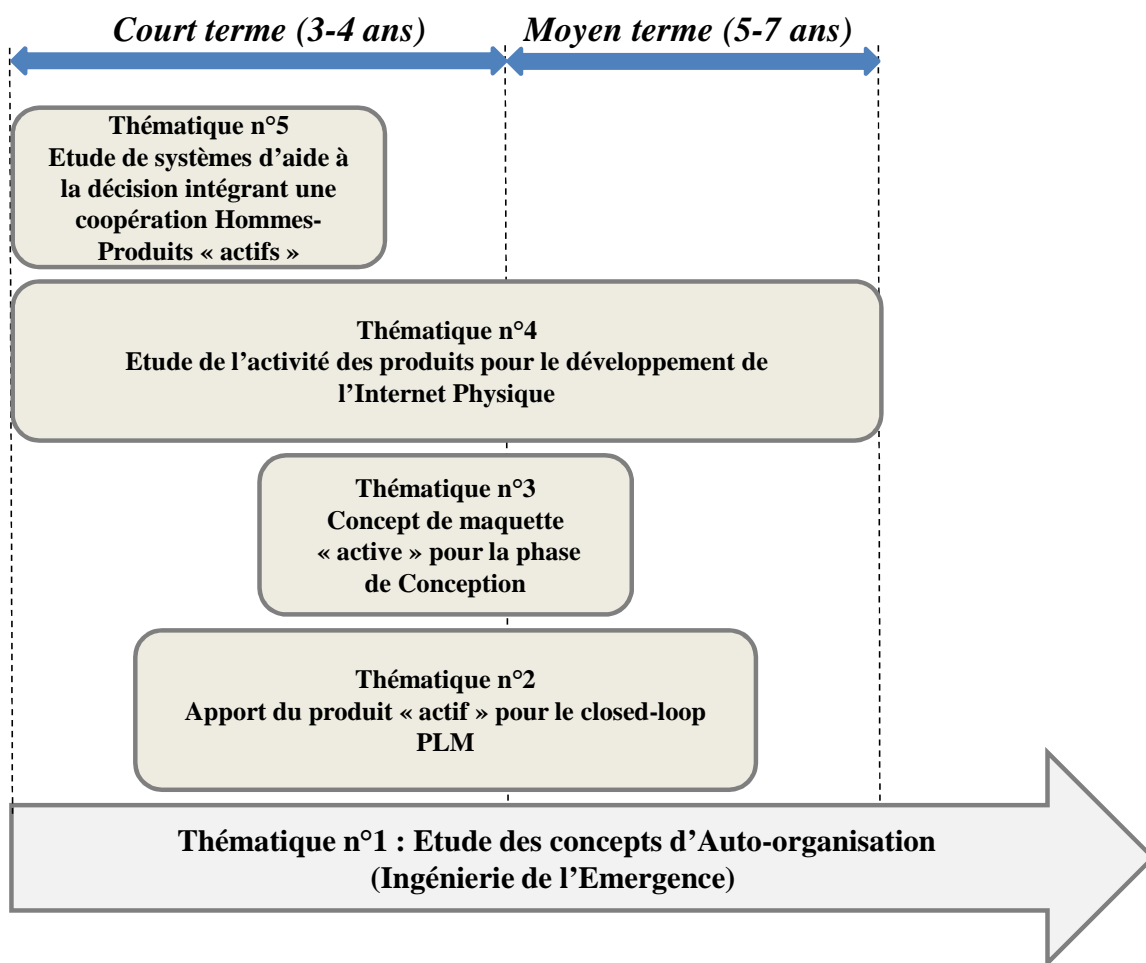 Court terme (3-4 ans)
Moyen terme (5-7 ans)
Thématique n°5
Etude de systèmes d’aide à
la décision intégrant une
coopération Hommes-
Produits « actifs »
Thématique n°4
Etude de l’activité des produits pour le développement de
l’Internet Physique
Thématique n°3
Concept de maquette
« active » pour la phase
de Conception
Thématique n°2
Apport du produit « actif » pour le closed-loop
PLM
Thématique n°1 : Etude des concepts d’Auto-organisation
(Ingénierie de l’Emergence)